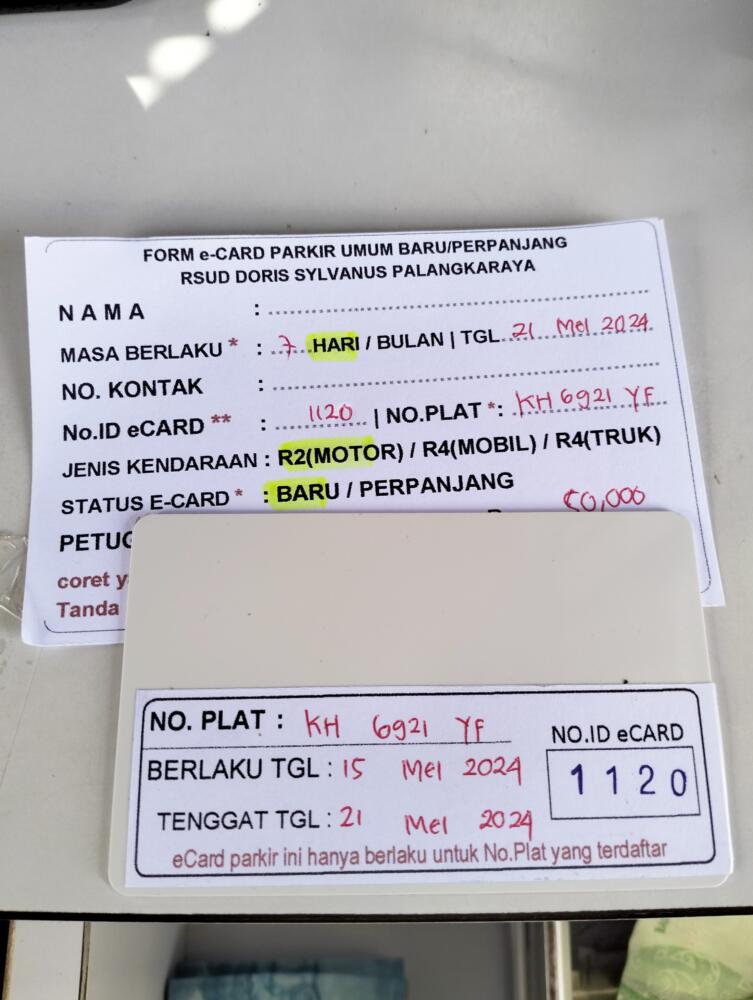 FORM e-CARD PARKIR UMUM BARU/PERPANJANG
RSUD DORIS SYLVANUS PALANGKARAYA
NAMA :
MASA BERLAKU * : 7 HARI / BULAN | TGL 21 Mei 2024
NO. KONTAK :
No.ID eCARD ** : 1120 | NO.PLAT *: KH 6921 YF
JENIS KENDARAAN : R2(MOTOR) / R4(MOBIL) / R4(TRUK)
STATUS E-CARD * : BARU / PERPANJANG
50,000
coret
Tanda
NO. PLAT : KH 6921 YF
BERLAKU TGL : 15 Mei 2024
TENGGAT TGL : 21 Mei 2024
NO.ID eCARD
1120
eCard parkir ini hanya berlaku untuk No.Plat yang terdaftar